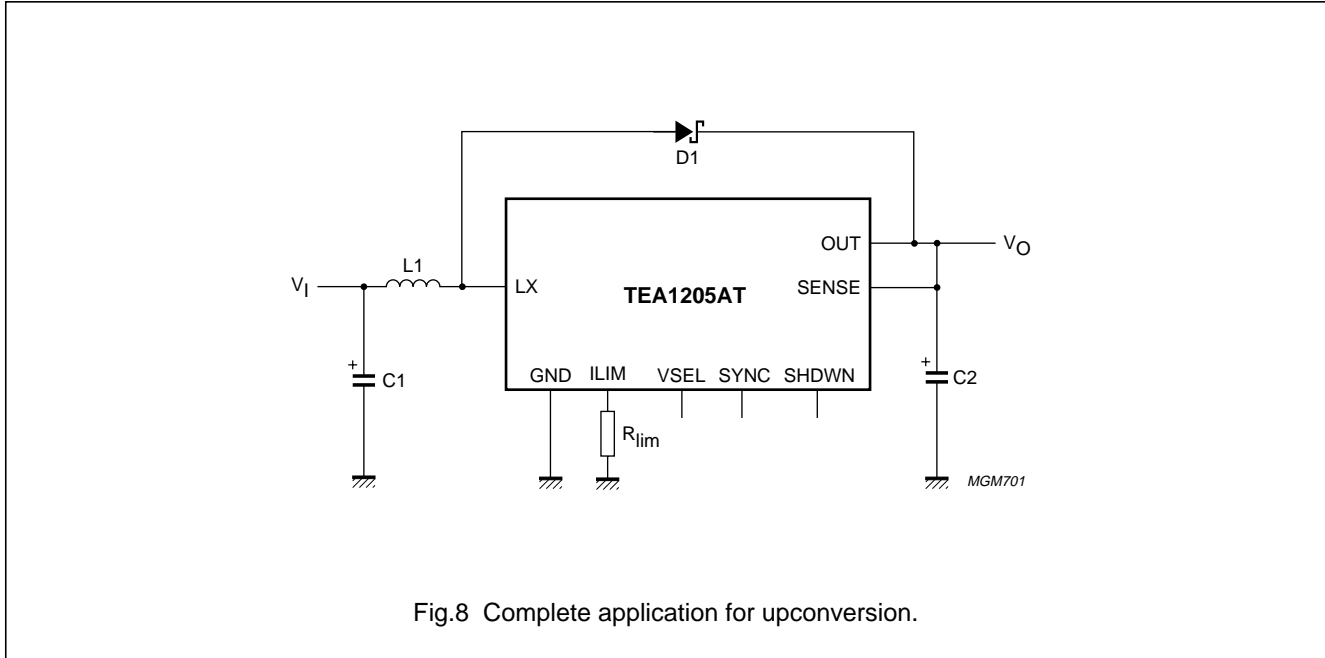 D1
OUT
V_O
L1
V_I
LX
TEA1205AT
SENSE
GND ILIM VSEL SYNC SHDWN
C1
C2
R_lim
MGM701
Fig.8 Complete application for upconversion.